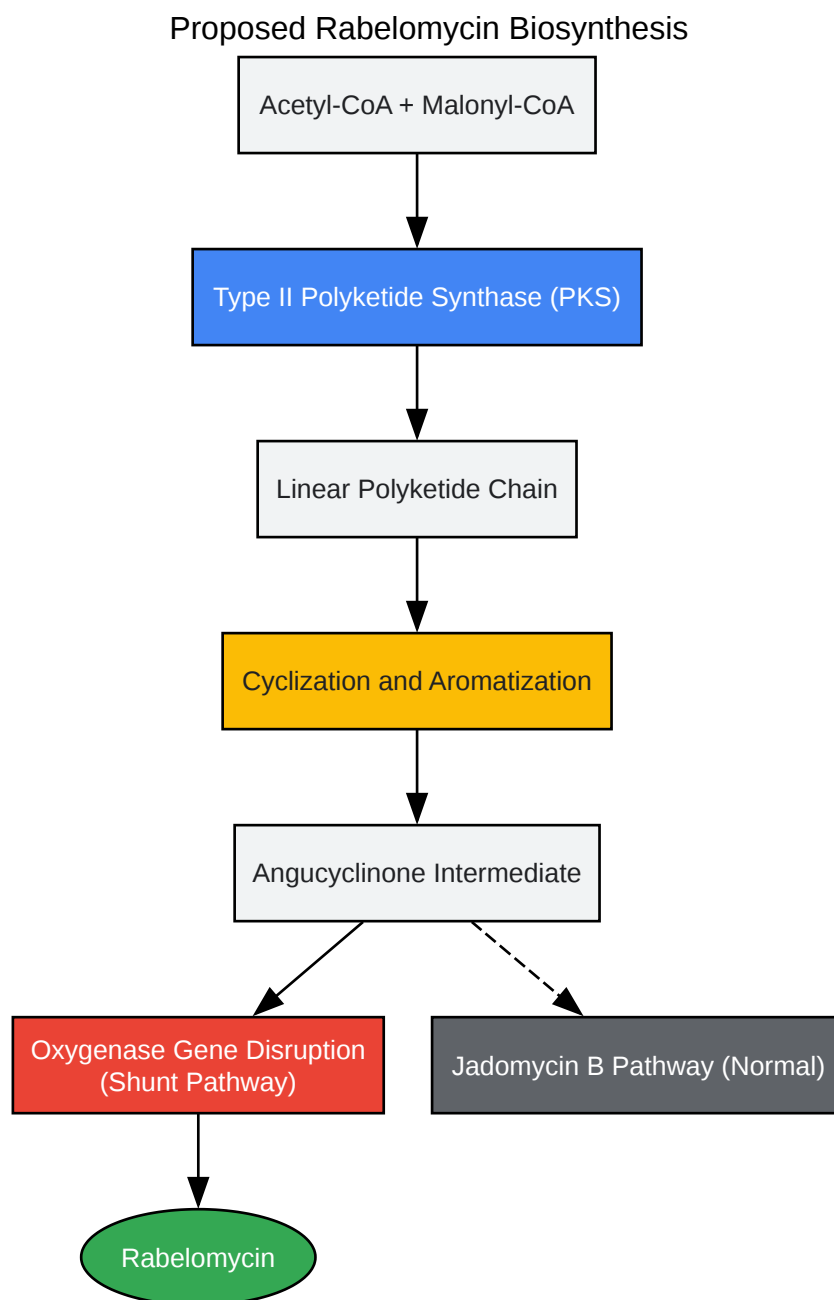 Proposed Rabelomycin Biosynthesis
Acetyl-CoA + Malonyl-CoA
Type II Polyketide Synthase (PKS)
Linear Polyketide Chain
Cyclization and Aromatization
Angucyclinone Intermediate
Oxygenase Gene Disruption
(Shunt Pathway)
Jadomycin B Pathway (Normal)
Rabelomycin